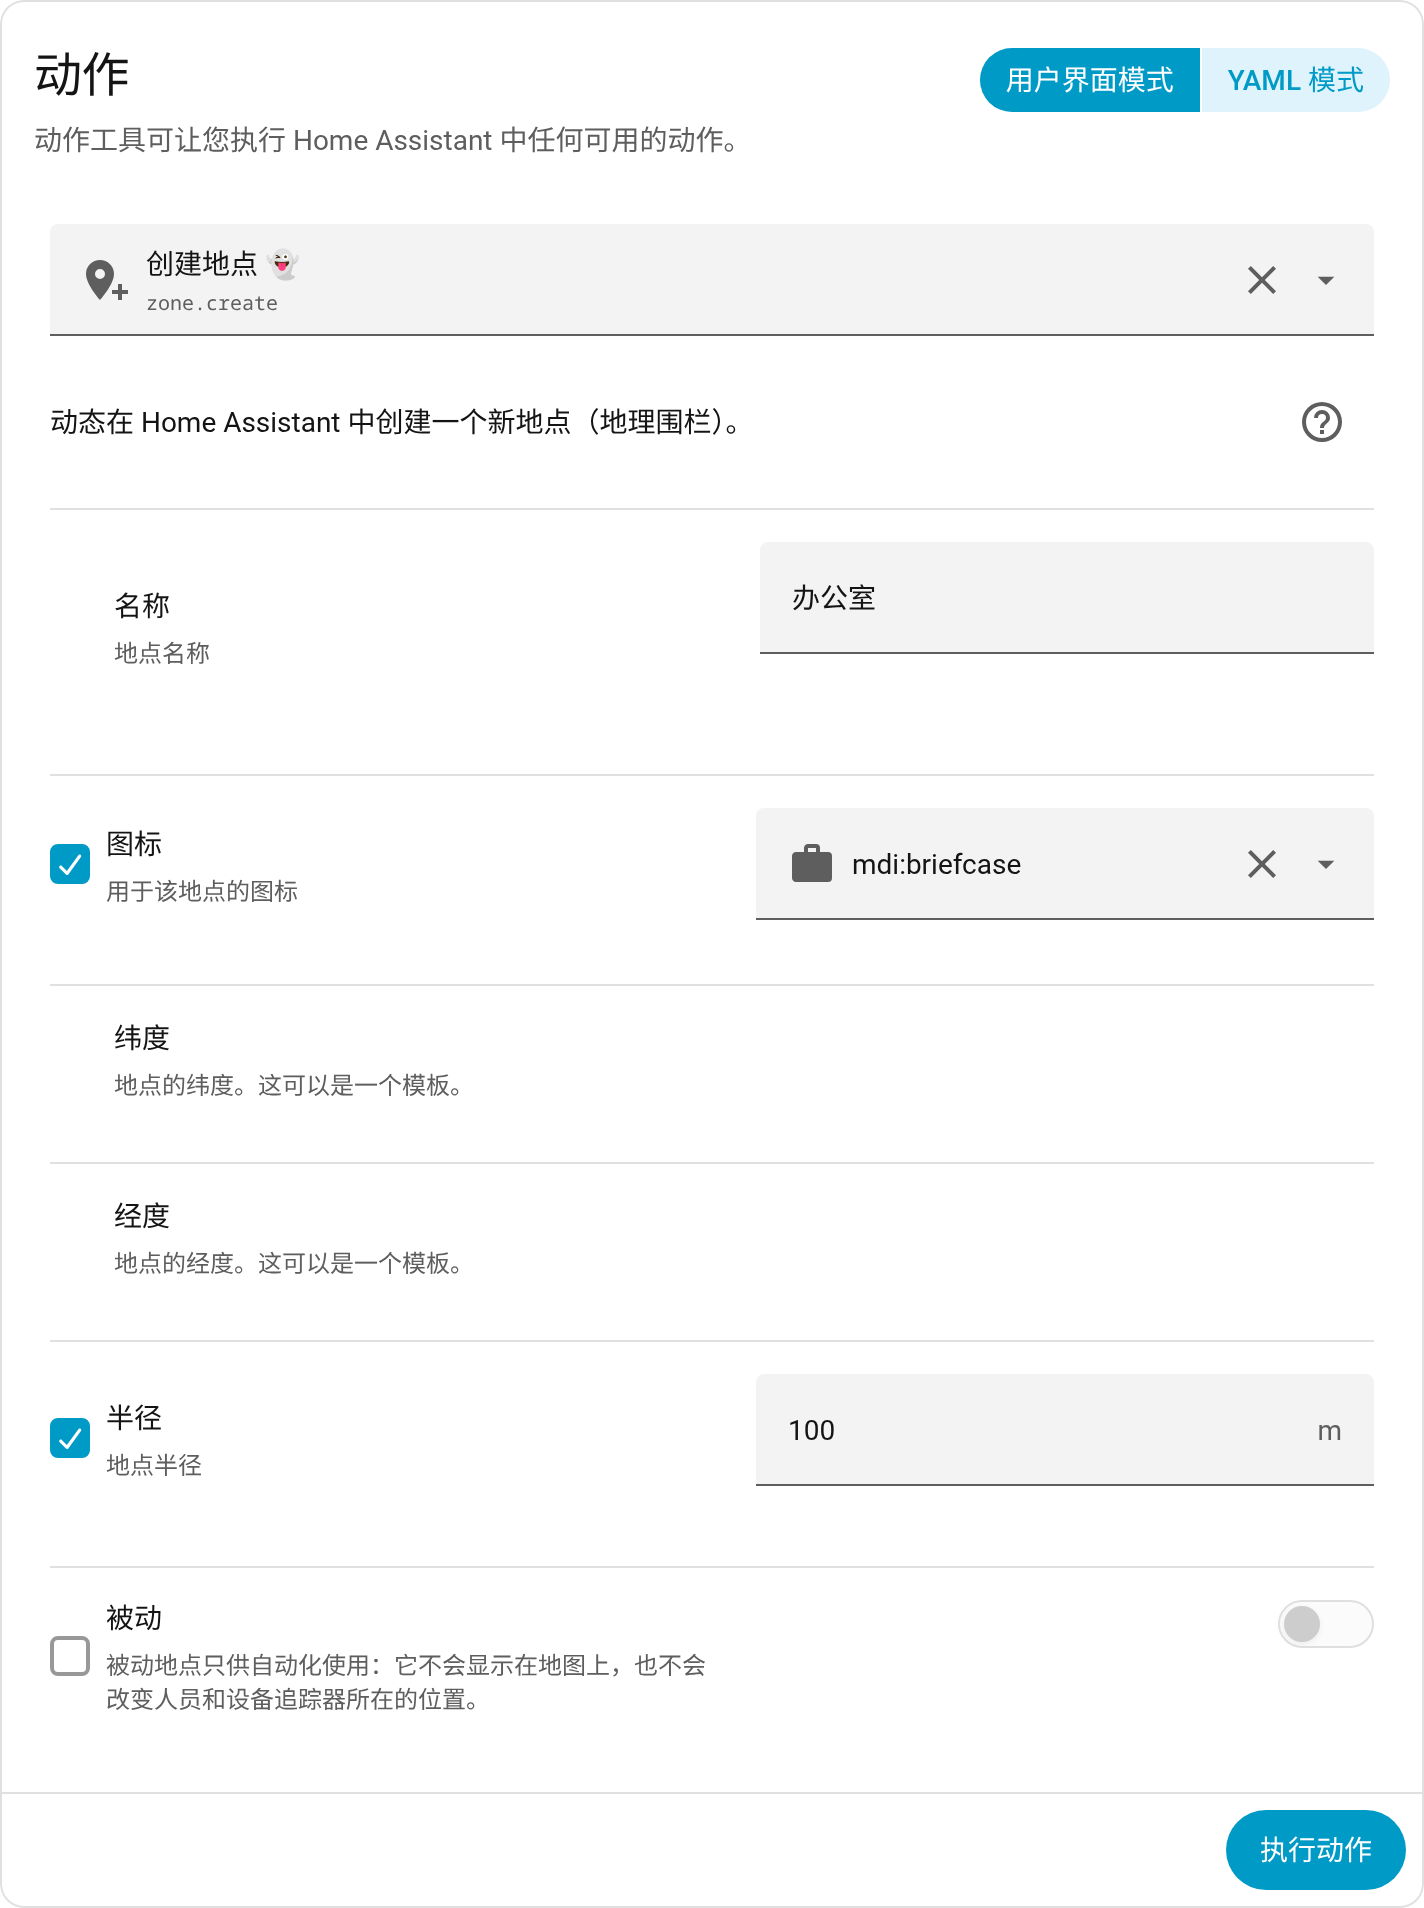 动作
用户界面模式
YAML 模式
动作工具可让您执行 Home Assistant 中任何可用的动作。
创建地点 👻
zone.create
动态在 Home Assistant 中创建一个新地点（地理围栏）。
名称
地点名称
办公室
图标
用于该地点的图标
mdi:briefcase
纬度
地点的纬度。这可以是一个模板。
经度
地点的经度。这可以是一个模板。
半径
地点半径
100
m
被动
被动地点只供自动化使用：它不会显示在地图上，也不会
改变人员和设备追踪器所在的位置。
执行动作